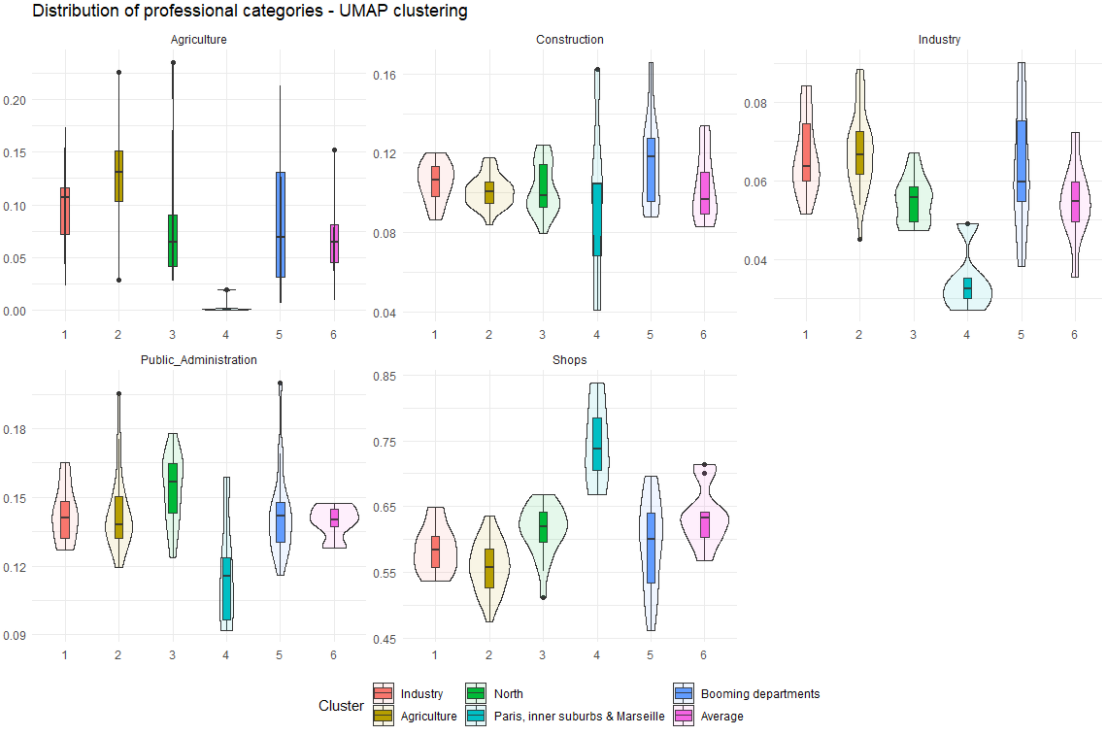 Distribution of professional categories - UMAP clustering
Agriculture
0.20
0.15
0.10
0.05
0.00
1 2 3 4 5 6
Construction
0.16
0.12
0.08
0.04
1 2 3 4 5 6
Industry
0.08
0.06
0.04
1 2 3 4 5 6
Public_Administration
0.18
0.15
0.12
0.09
1 2 3 4 5 6
Shops
0.85
0.75
0.65
0.55
0.45
1 2 3 4 5 6
Cluster
Industry North Booming departments
Agriculture Paris, inner suburbs & Marseille Average